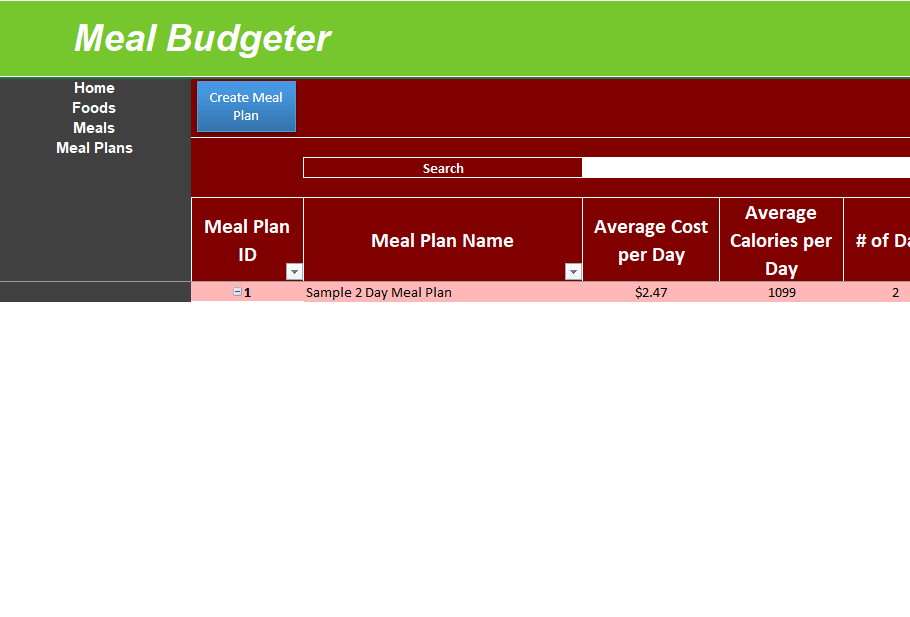 Meal Budgeter
Home
Foods
Meals
Meal Plans
Create Meal
Plan
Search
Meal Plan
ID
Meal Plan Name
Average Cost
per Day
Average
Calories per
Day
# of Da
1
Sample 2 Day Meal Plan
$2.47
1099
2